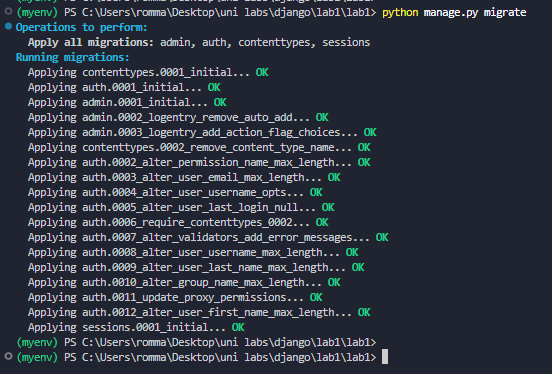 (myenv) PS C:\Users\romma\Desktop\uni labs\django\lab1\lab1> python manage.py migrate
Operations to perform:
  Apply all migrations: admin, auth, contenttypes, sessions
Running migrations:
  Applying contenttypes.0001_initial... OK
  Applying auth.0001_initial... OK
  Applying admin.0001_initial... OK
  Applying admin.0002_logentry_remove_auto_add... OK
  Applying admin.0003_logentry_add_action_flag_choices... OK
  Applying contenttypes.0002_remove_content_type_name... OK
  Applying auth.0002_alter_permission_name_max_length... OK
  Applying auth.0003_alter_user_email_max_length... OK
  Applying auth.0004_alter_user_username_opts... OK
  Applying auth.0005_alter_user_last_login_null... OK
  Applying auth.0006_require_contenttypes_0002... OK
  Applying auth.0007_alter_validators_add_error_messages... OK
  Applying auth.0008_alter_user_username_max_length... OK
  Applying auth.0009_alter_user_last_name_max_length... OK
  Applying auth.0010_alter_group_name_max_length... OK
  Applying auth.0011_update_proxy_permissions... OK
  Applying auth.0012_alter_user_first_name_max_length... OK
  Applying sessions.0001_initial... OK
(myenv) PS C:\Users\romma\Desktop\uni labs\django\lab1\lab1>
(myenv) PS C:\Users\romma\Desktop\uni labs\django\lab1\lab1>